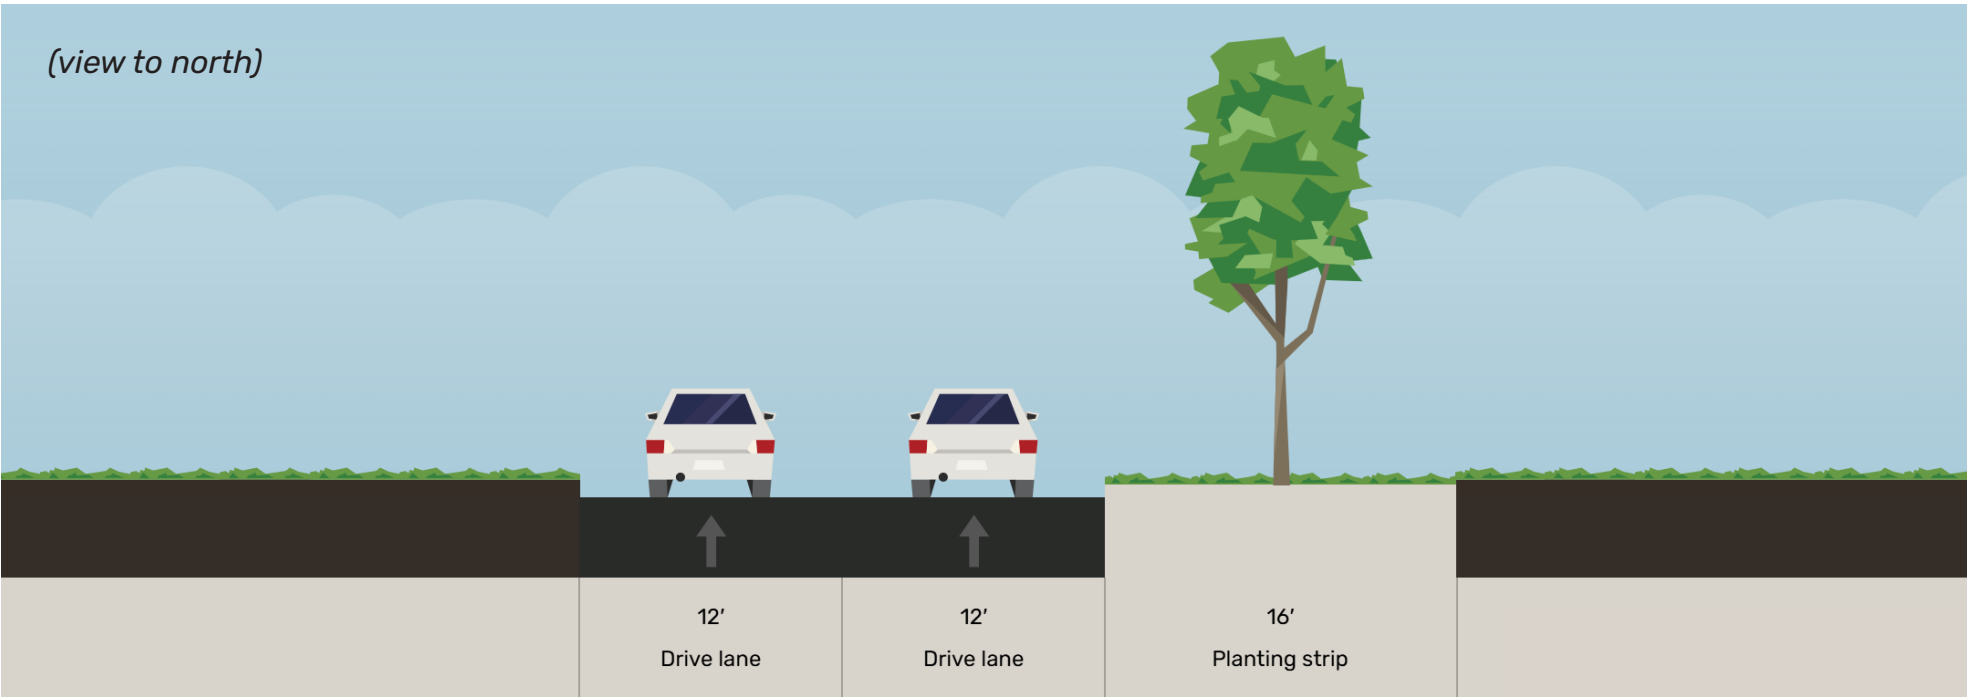 (view to north)
12′
12′
16′
Drive lane
Drive lane
Planting strip